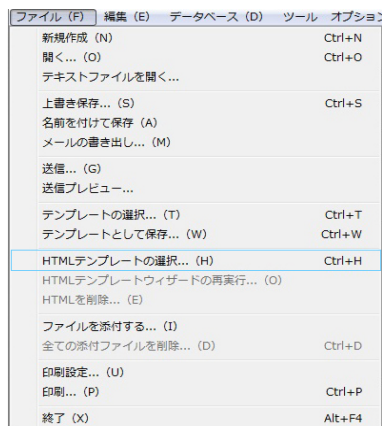 ファイル（F） 編集（E） データベース（D） ツール オプショ
新規作成（N） Ctrl+N
開く...（O） Ctrl+O
テキストファイルを開く...
上書き保存...（S） Ctrl+S
名前を付けて保存（A）
メールの書き出し...（M）
送信...（G）
送信プレビュー...
テンプレートの選択...（T） Ctrl+T
テンプレートとして保存...（W） Ctrl+W
HTMLテンプレートの選択...（H） Ctrl+H
HTMLテンプレートウィザードの再実行...（O）
HTMLを削除...（E）
ファイルを添付する...（I）
全ての添付ファイルを削除...（D） Ctrl+D
印刷設定...（U）
印刷...（P） Ctrl+P
終了（X） Alt+F4